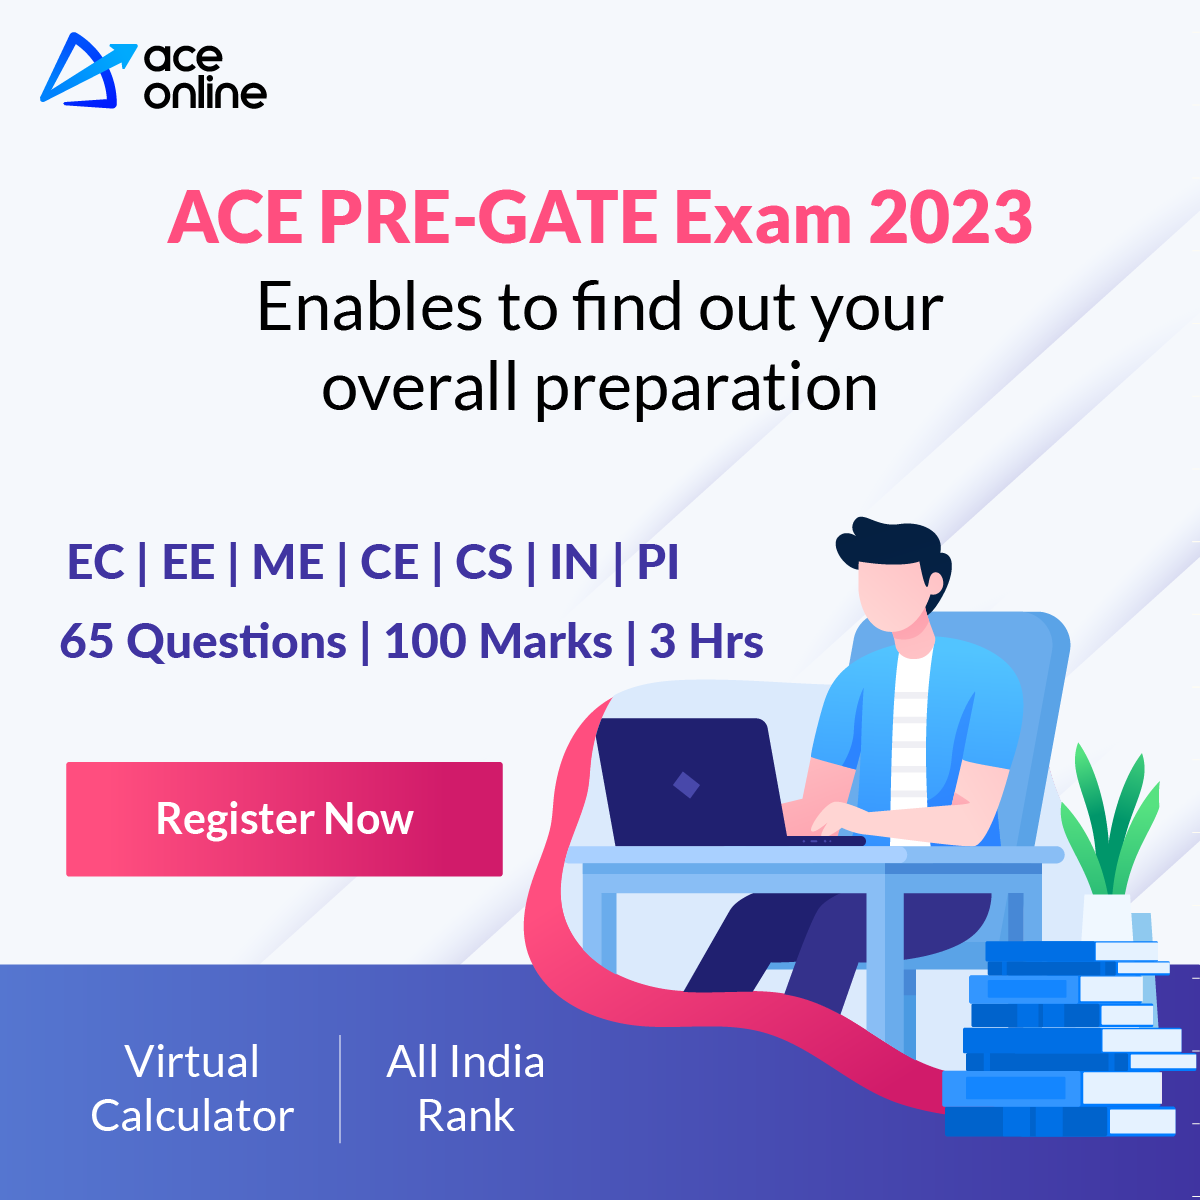 ace
online
ACE PRE-GATE Exam 2023
Enables to find out your
overall preparation
EC | EE | ME | CE | CS | IN | PI
65 Questions | 100 Marks | 3 Hrs
Register Now
Virtual
Calculator
All India
Rank